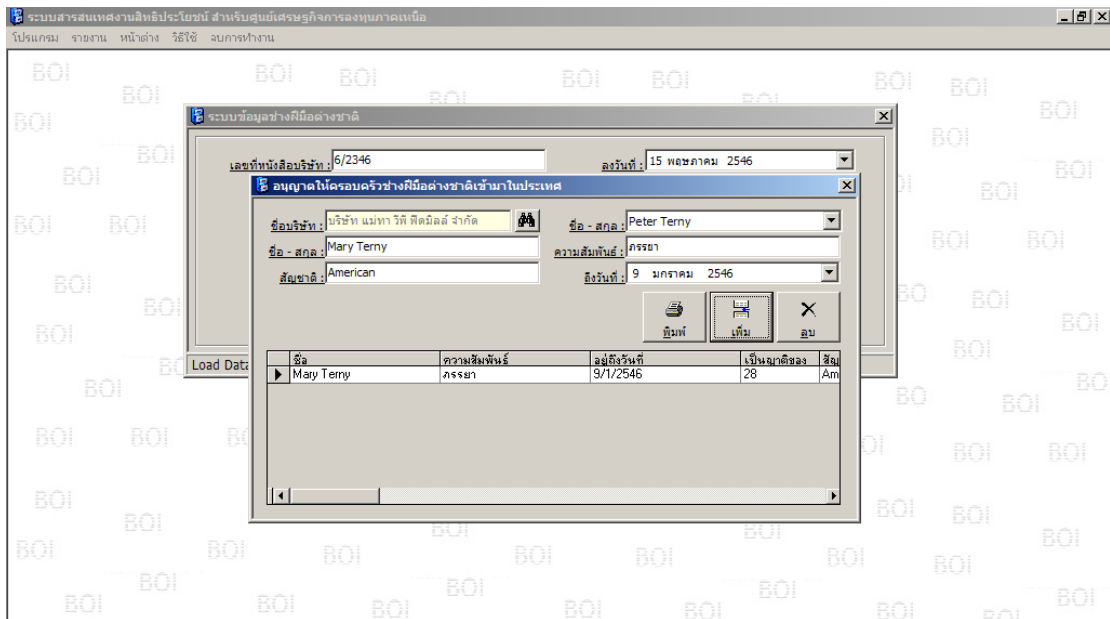 ระบบสารสนเทศงานสิทธิประโยชน์ สำหรับศูนย์เศรษฐกิจการลงทุนภาคเหนือ
โปรแกรม รายงาน หน้าต่าง วิธีใช้ จบการทำงาน
ระบบข้อมูลช่างฝีมือต่างชาติ
เลขที่หนังสือบริษัท : 6/2346 ลงวันที่ : 15 พฤษภาคม 2546
อนุญาตให้ครอบครัวช่างฝีมือต่างชาติเข้ามาในประเทศ
ชื่อบริษัท : บริษัท แม่ทา วีพี ฟีดมิลล์ จำกัด ชื่อ - สกุล : Peter Terny
ชื่อ - สกุล : Mary Terny ความสัมพันธ์ : ภรรยา
สัญชาติ : American ถึงวันที่ : 9 มกราคม 2546
พิมพ์ เพิ่ม ลบ
Load Data
ชื่อ ความสัมพันธ์ อยู่ถึงวันที่ เป็นญาติของ สัญ
Mary Terny ภรรยา 9/1/2546 28 Am
BOI